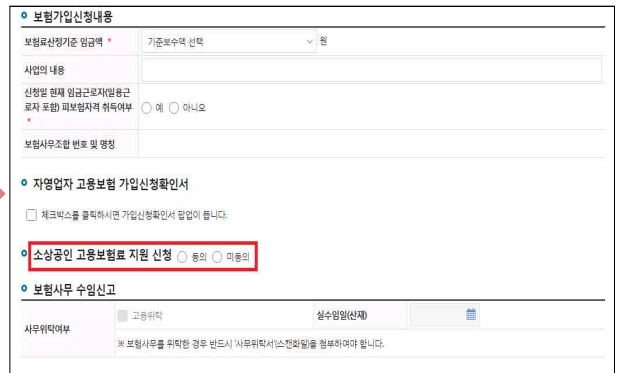 보험가입신청내용
보험료산정기준 임금액 * 기준보수액 선택 원
사업의 내용
신청일 현재 임금근로자(일용근
로자 포함) 피보험자격 취득여부 예 아니오
*
보험사무조합 번호 및 명칭
자영업자 고용보험 가입신청확인서
체크박스를 클릭하시면 가입신청확인서 팝업이 뜹니다.
소상공인 고용보험료 지원 신청 동의 미동의
보험사무 수임신고
사무위탁여부 고용위탁 실수임일(산재)
※ 보험사무를 위탁한 경우 반드시 '사무위탁서'(스캔화일)을 첨부하여야 합니다.